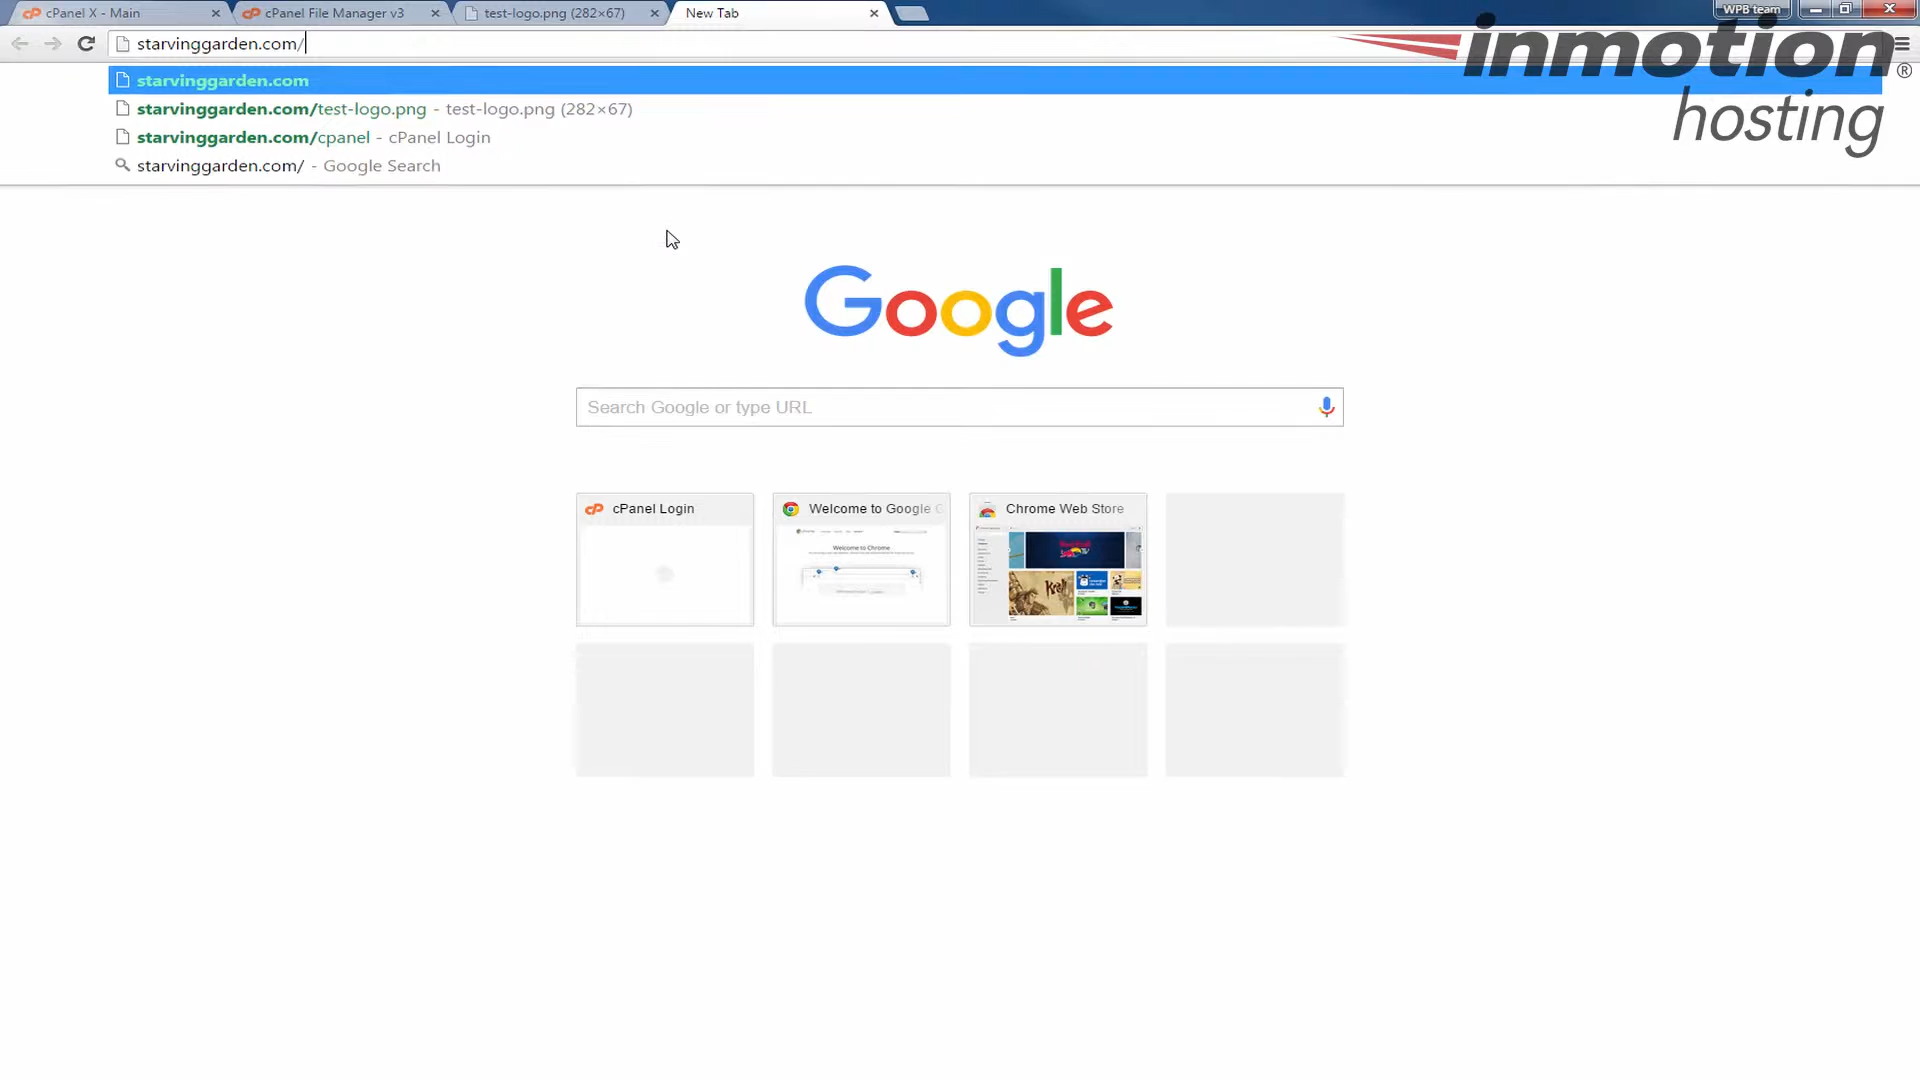 cPanel X - Main
cPanel File Manager v3
test-logo.png (282×67)
New Tab
WPB team
starvinggarden.com/
inmotion
hosting
®
starvinggarden.com
starvinggarden.com/test-logo.png - test-logo.png (282×67)
starvinggarden.com/cpanel - cPanel Login
starvinggarden.com/ - Google Search
Google
Search Google or type URL
cPanel Login
Welcome to Google C
Chrome Web Store
Welcome to Chrome